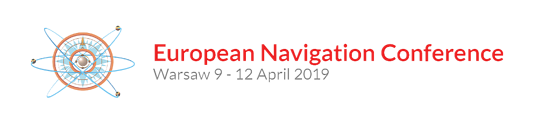 European Navigation Conference
Warsaw 9 - 12 April 2019